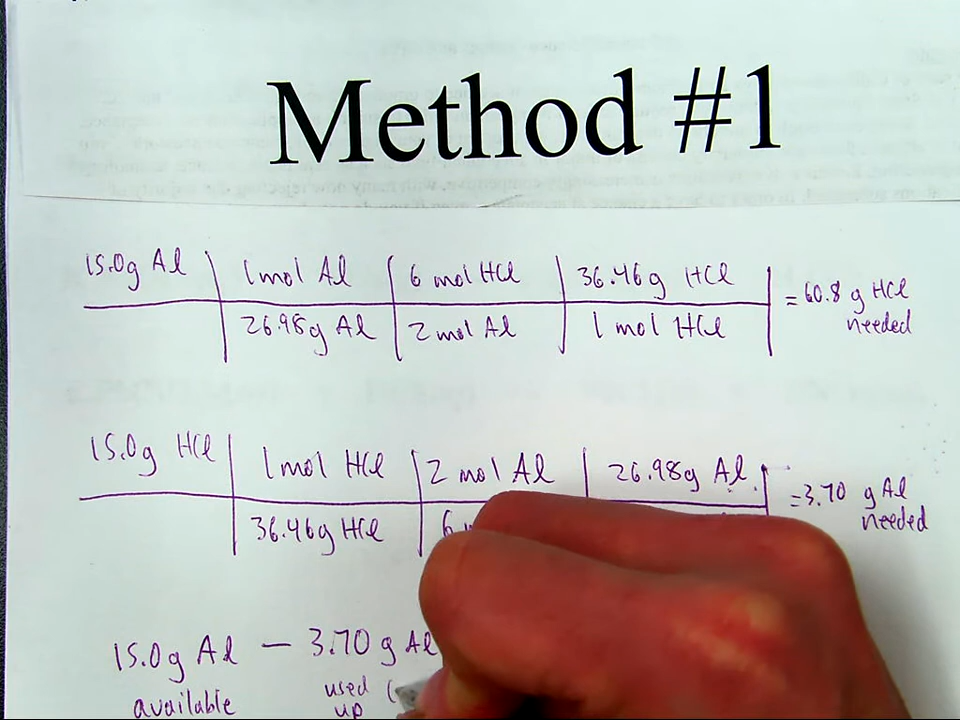 Method #1
15.0g Al | 1 mol Al | 6 mol HCl | 36.46g HCl | = 60.8 g HCl needed
26.98g Al | 2 mol Al | 1 mol HCl
15.0g HCl | 1 mol HCl | 2 mol Al | 26.98g Al | =3.70 g Al needed
36.46g HCl | 6
15.0g Al — 3.70 g Al
available used up (